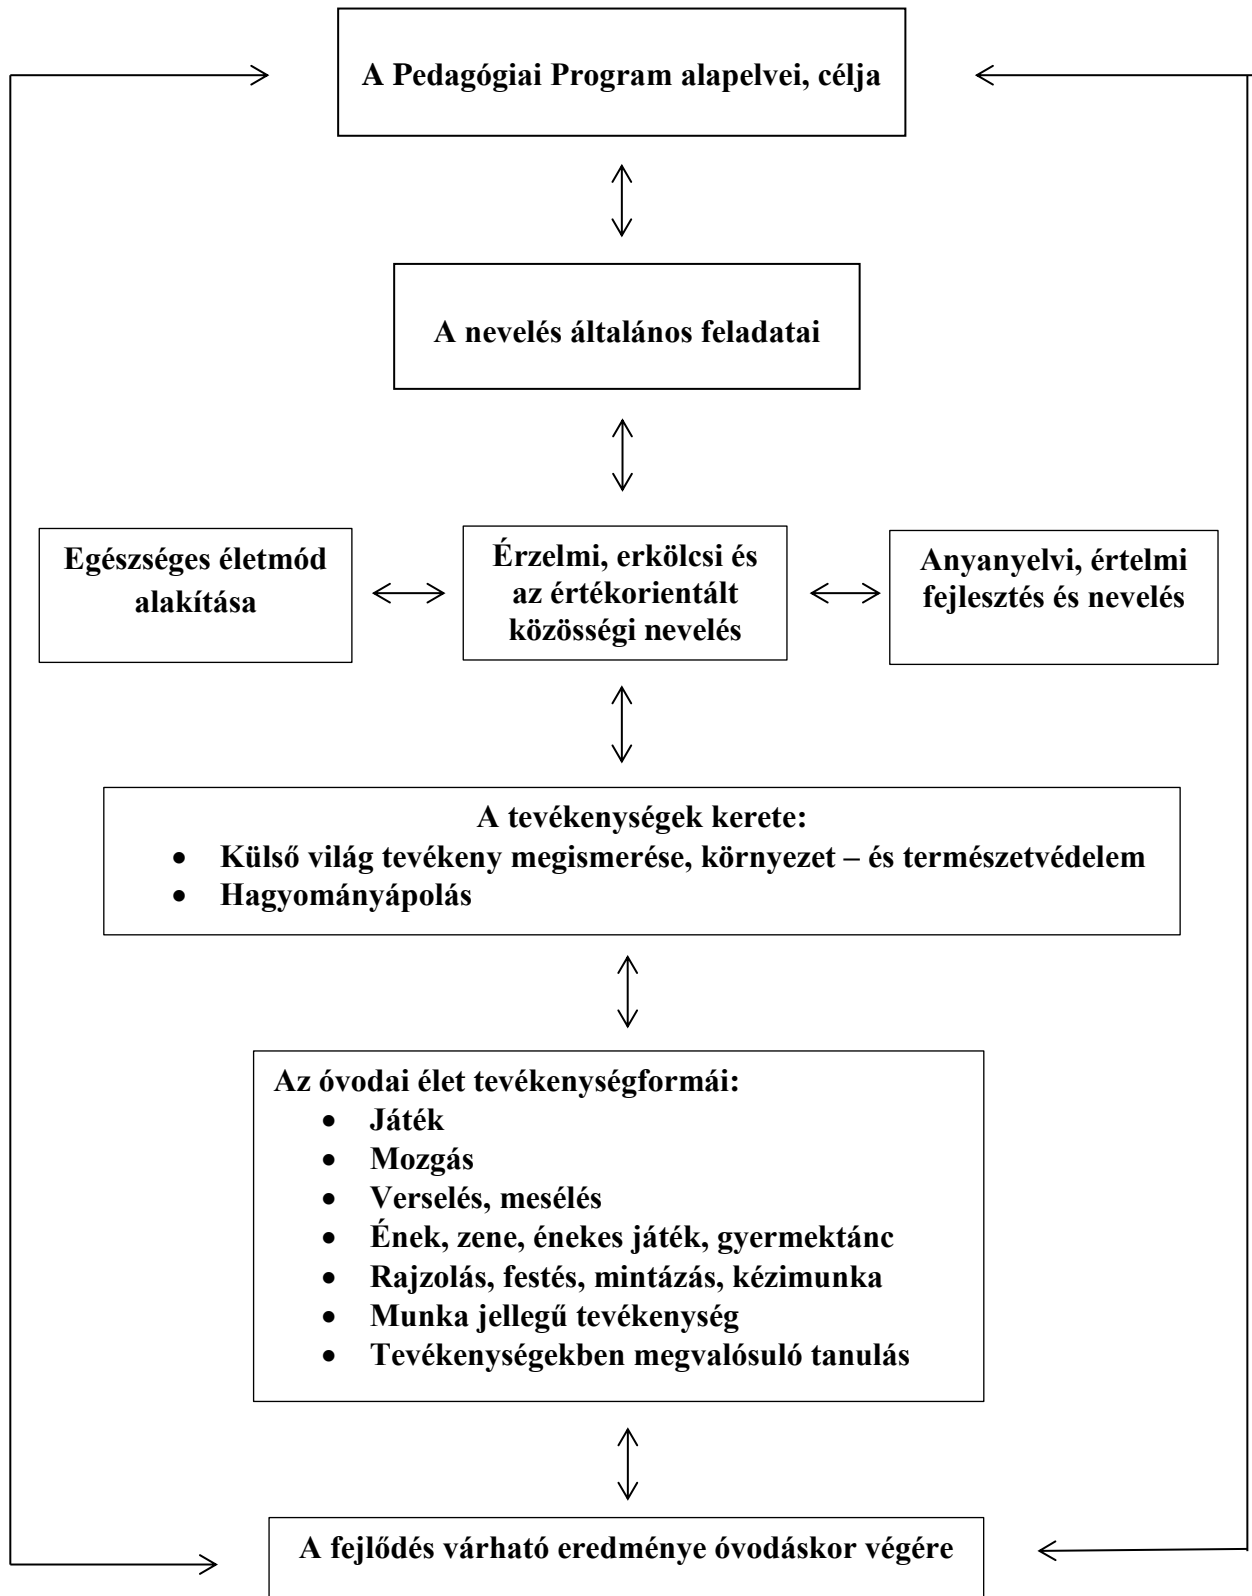 A Pedagógiai Program alapelvei, célja
A nevelés általános feladatai
Egészséges életmód
alakítása
Érzelmi, erkölcsi és
az értékorientált
közösségi nevelés
Anyanyelvi, értelmi
fejlesztés és nevelés
A tevékenységek kerete:
• Külső világ tevékeny megismerése, környezet – és természetvédelem
• Hagyományápolás
Az óvodai élet tevékenységformái:
• Játék
• Mozgás
• Verselés, mesélés
• Ének, zene, énekes játék, gyermektánc
• Rajzolás, festés, mintázás, kézimunka
• Munka jellegű tevékenység
• Tevékenységekben megvalósuló tanulás
A fejlődés várható eredménye óvodáskor végére